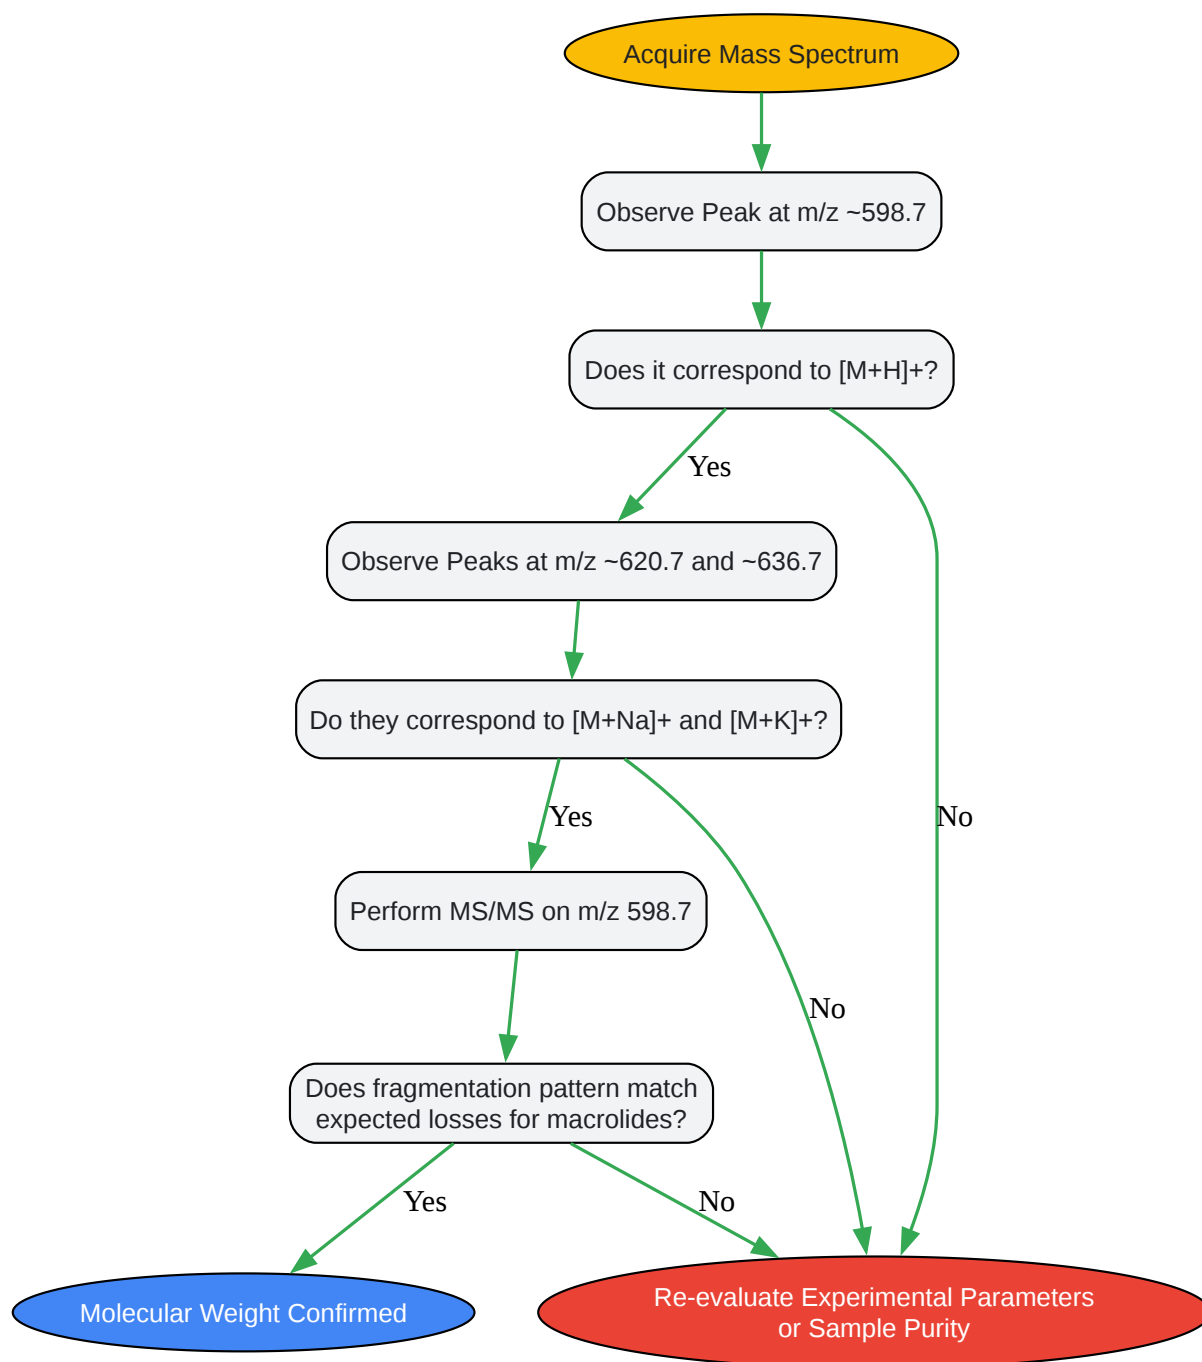 Acquire Mass Spectrum
Observe Peak at m/z ~598.7
Does it correspond to [M+H]+?
Yes
Observe Peaks at m/z ~620.7 and ~636.7
Do they correspond to [M+Na]+ and [M+K]+?
Yes
No
Perform MS/MS on m/z 598.7
No
Does fragmentation pattern match
expected losses for macrolides?
Yes
No
Molecular Weight Confirmed
Re-evaluate Experimental Parameters
or Sample Purity